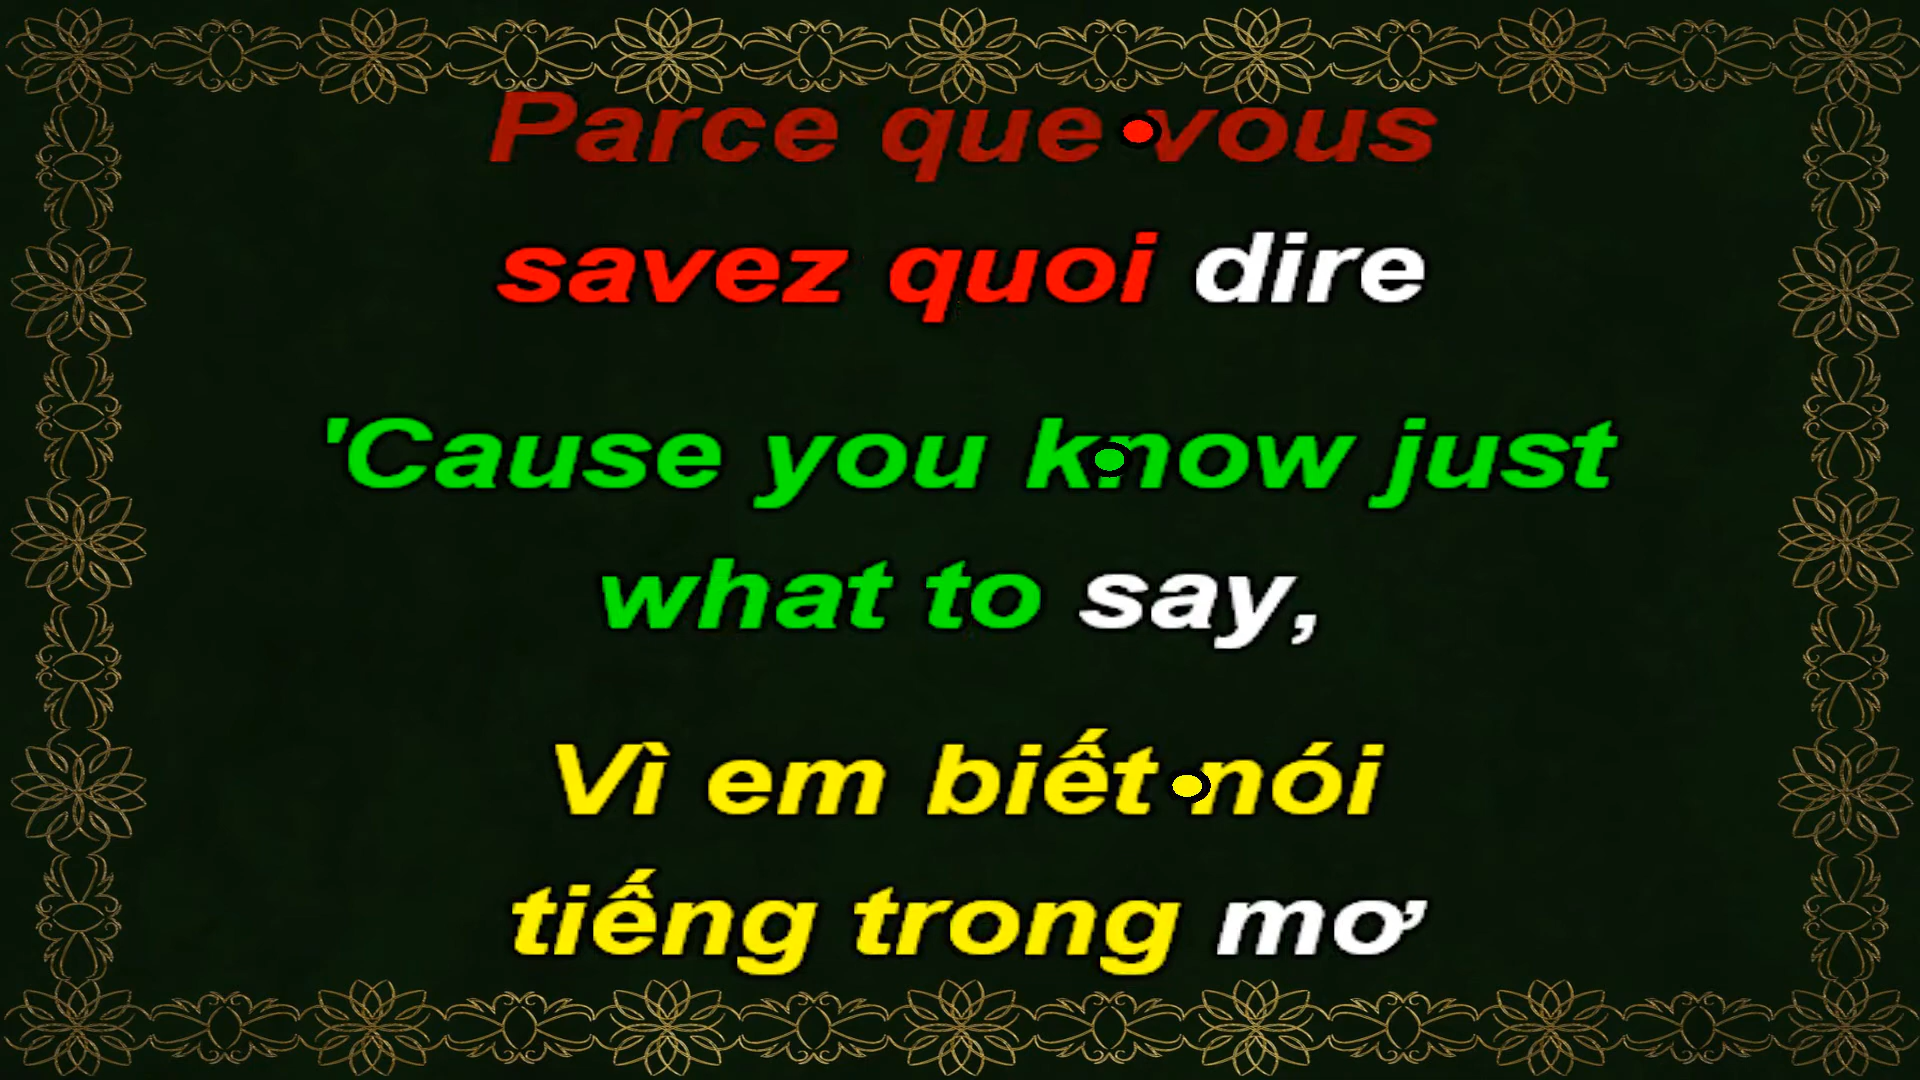 Parce que vous
savez quoi dire
'Cause you know just
what to say,
Vì em biết nói
tiếng trong mơ